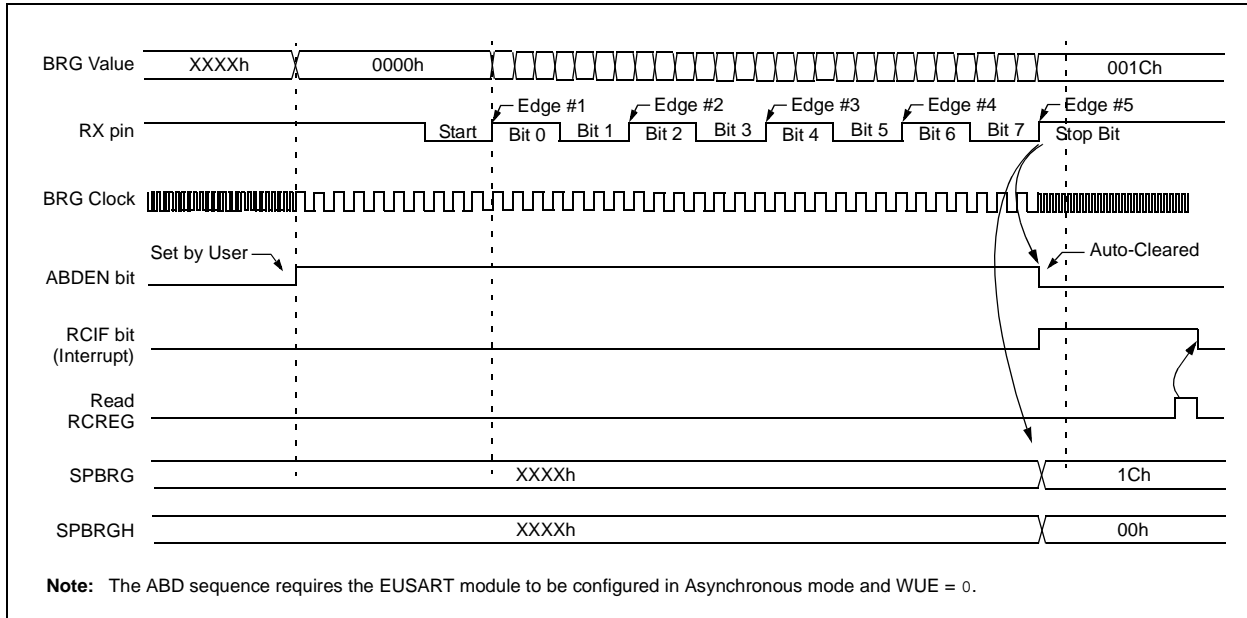 BRG Value XXXXh 0000h 001Ch
Edge #1 Edge #2 Edge #3 Edge #4 Edge #5
RX pin Start Bit 0 Bit 1 Bit 2 Bit 3 Bit 4 Bit 5 Bit 6 Bit 7 Stop Bit
BRG Clock
Set by User Auto-Cleared
ABDEN bit
RCIF bit
(Interrupt)
Read
RCREG
SPBRG XXXXh 1Ch
SPBRGH XXXXh 00h
Note: The ABD sequence requires the EUSART module to be configured in Asynchronous mode and WUE = 0.